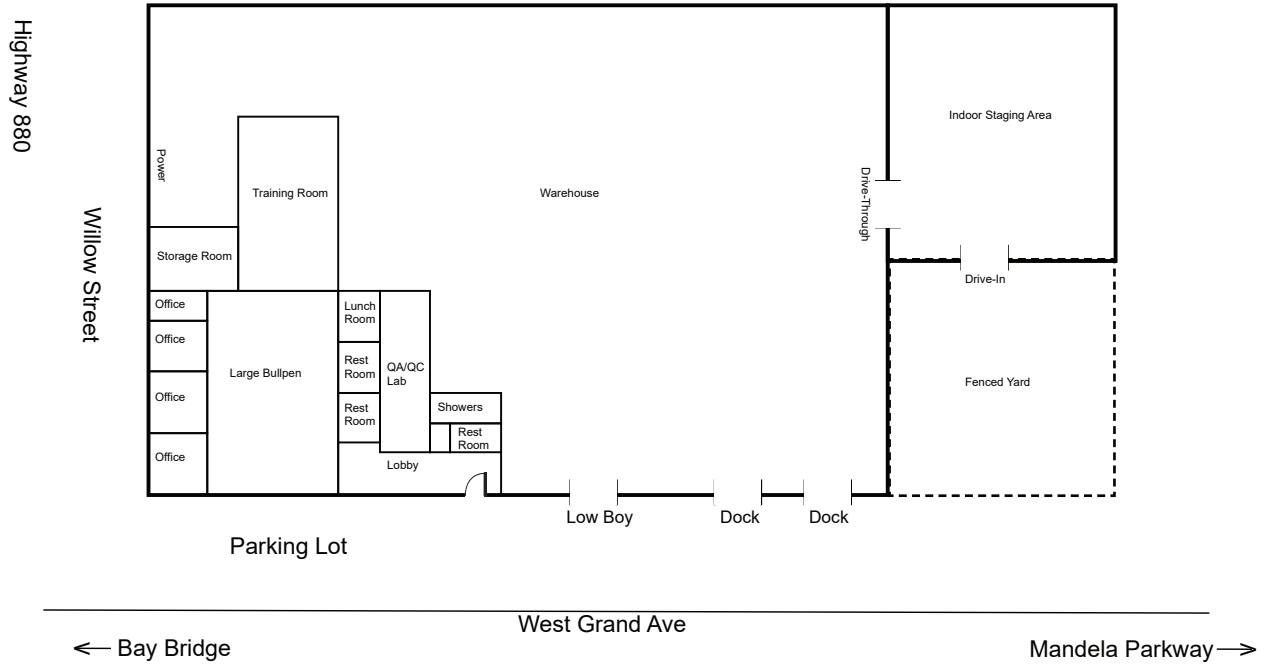 Highway 880
Willow Street
Power
Training Room
Warehouse
Indoor Staging Area
Drive-Through
Storage Room
Drive-In
Office
Office
Office
Office
Large Bullpen
Lunch
Room
Rest
Room
Rest
Room
QA/QC
Lab
Showers
Rest
Room
Lobby
Fenced Yard
Low Boy
Dock
Dock
Parking Lot
West Grand Ave
Bay Bridge
Mandela Parkway